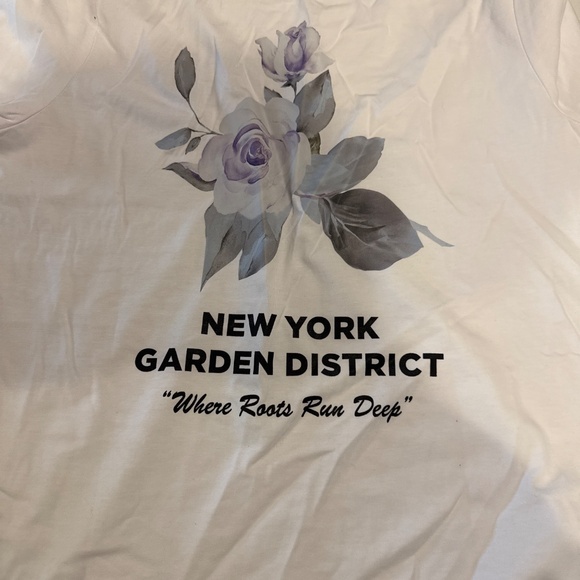 NEW YORK
GARDEN DISTRICT
“Where Roots Run Deep”